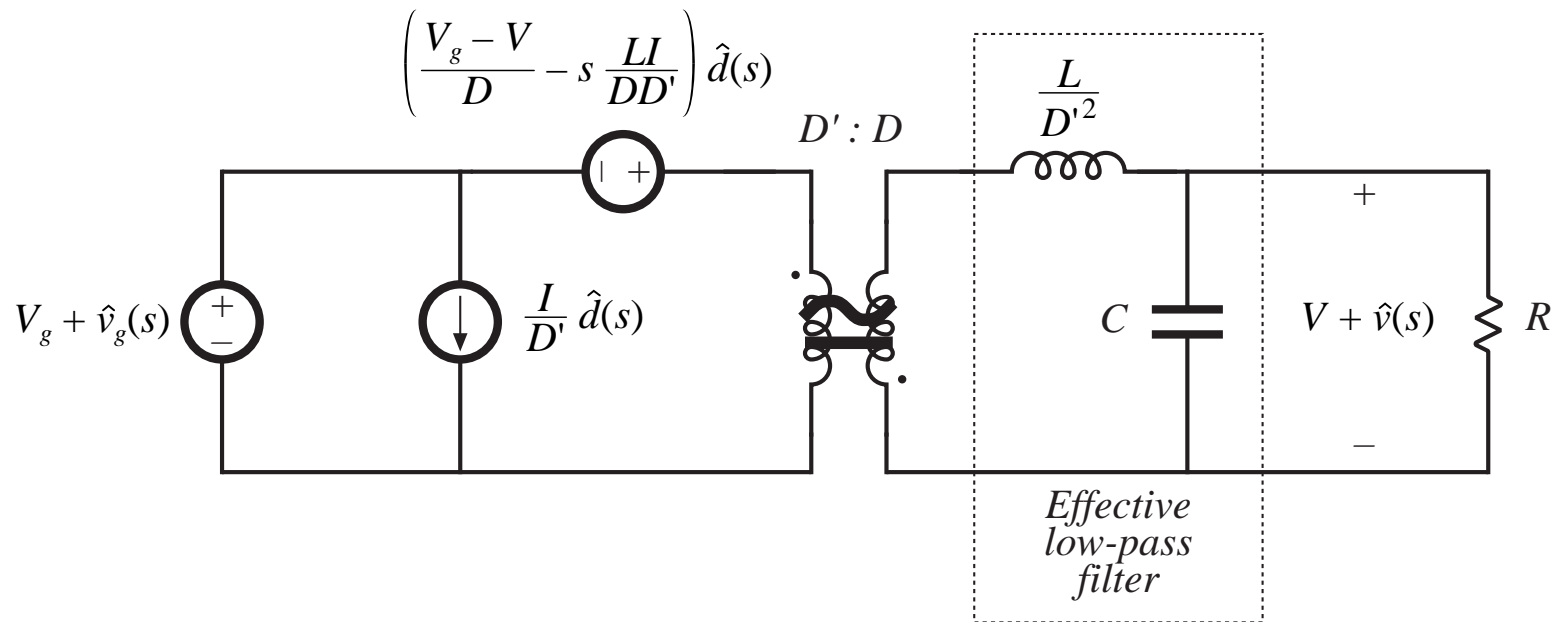 ( (V_g – V)/D – s LI/(DD') ) d̂(s)
D' : D
L/D'^2
| +
+
+
–
V_g + v̂_g(s)
I/D' d̂(s)
C
V + v̂(s)
R
–
Effective
low-pass
filter